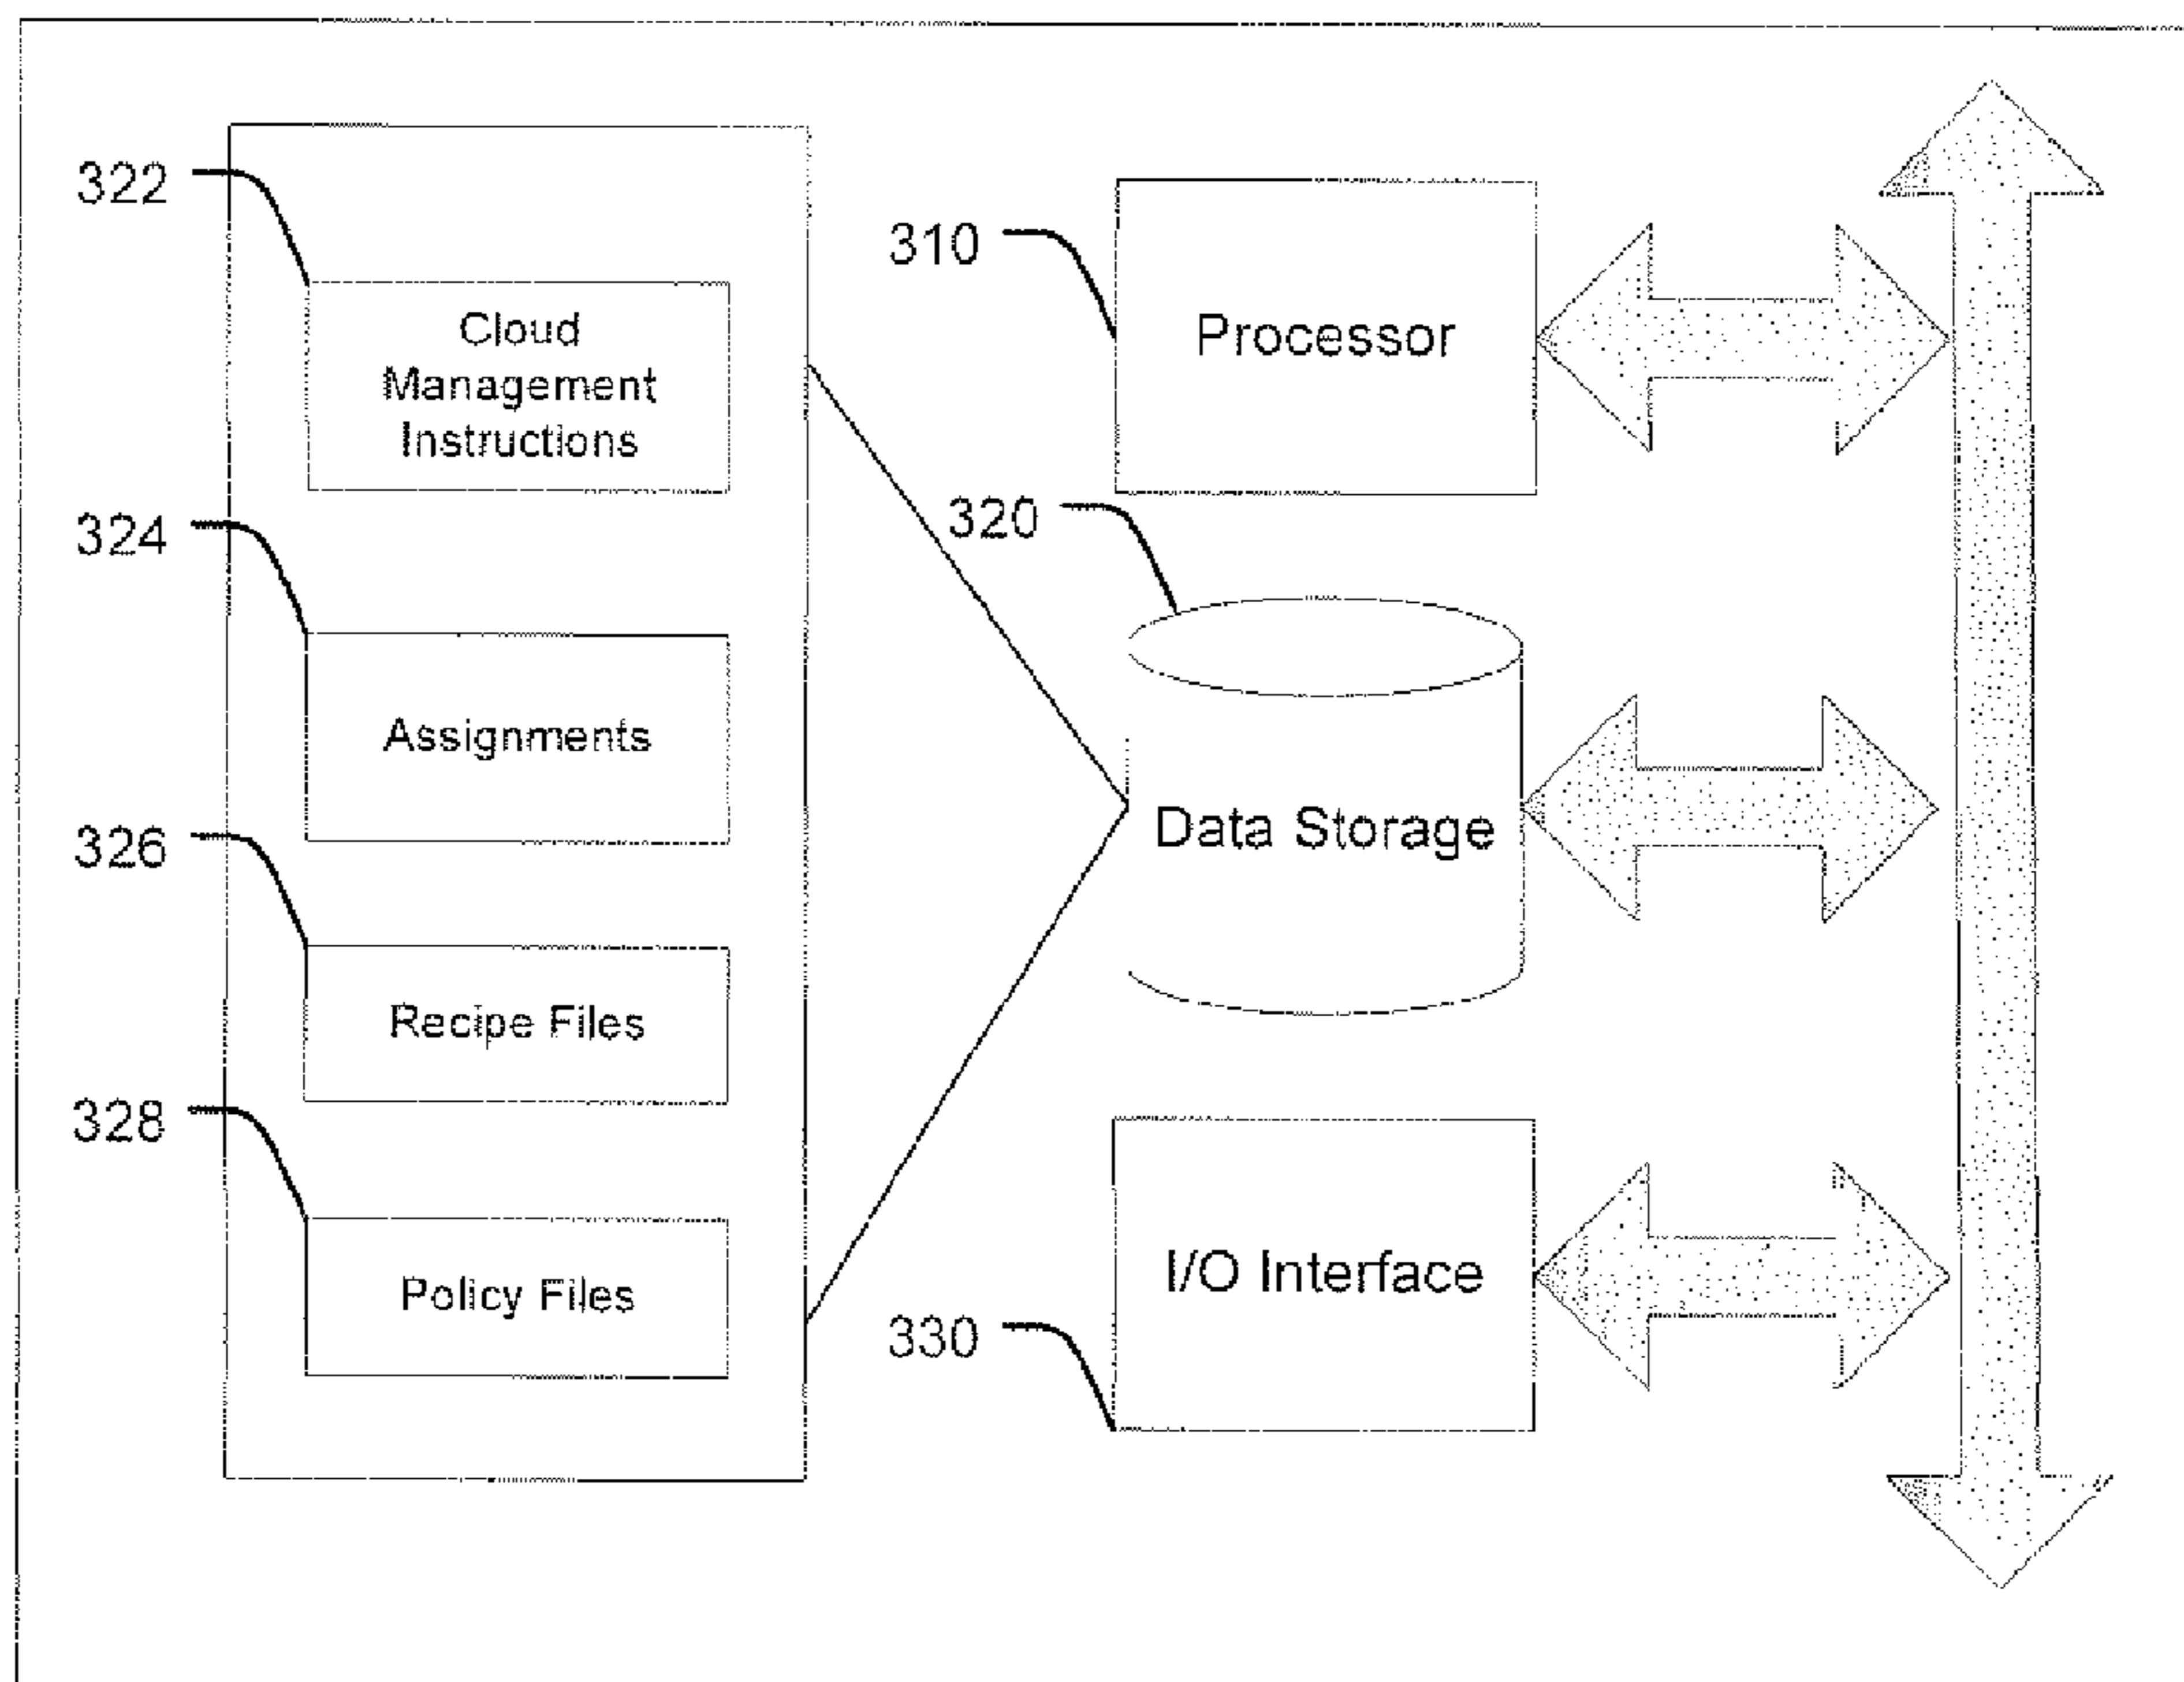 322
Cloud
Management
Instructions
324
Assignments
326
Recipe Files
328
Policy Files
310
Processor
320
Data Storage
I/O Interface
330